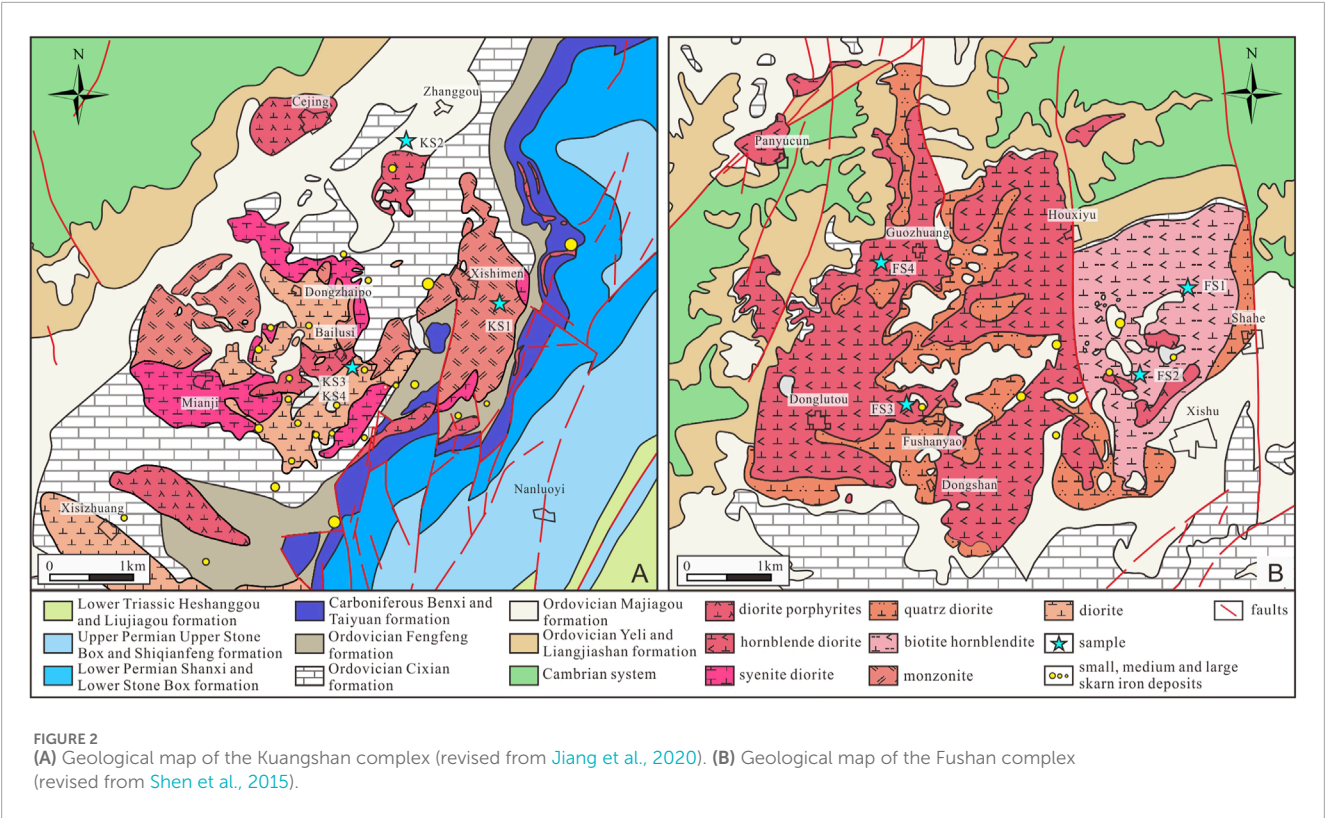 N
Zhanggou
Cejing
KS2
Xishimen
Dongzhaipo
KS1
Bailusi
KS3
KS4
Mianji
Nanluoyi
Xisizhuang
0
1km
A
N
Panyucun
Houxiyu
Guozhuang
FS4
FS1
Shahe
FS2
Donglutou
FS3
Xishu
Fushanyao
Dongshan
0
1km
B
Lower Triassic Heshanggou
and Liujiagou formation
Upper Permian Upper Stone
Box and Shiqianfeng formation
Lower Permian Shanxi and
Lower Stone Box formation
Carboniferous Benxi and
Taiyuan formation
Ordovician Fengfeng
formation
Ordovician Cixian
formation
Ordovician Majiagou
formation
Ordovician Yeli and
Liangjiashan formation
Cambrian system
diorite porphyrites
hornblende diorite
syenite diorite
quatrz diorite
biotite hornblendite
monzonite
diorite
sample
small, medium and large
skarn iron deposits
faults
FIGURE 2
(A) Geological map of the Kuangshan complex (revised from Jiang et al., 2020). (B) Geological map of the Fushan complex
(revised from Shen et al., 2015).